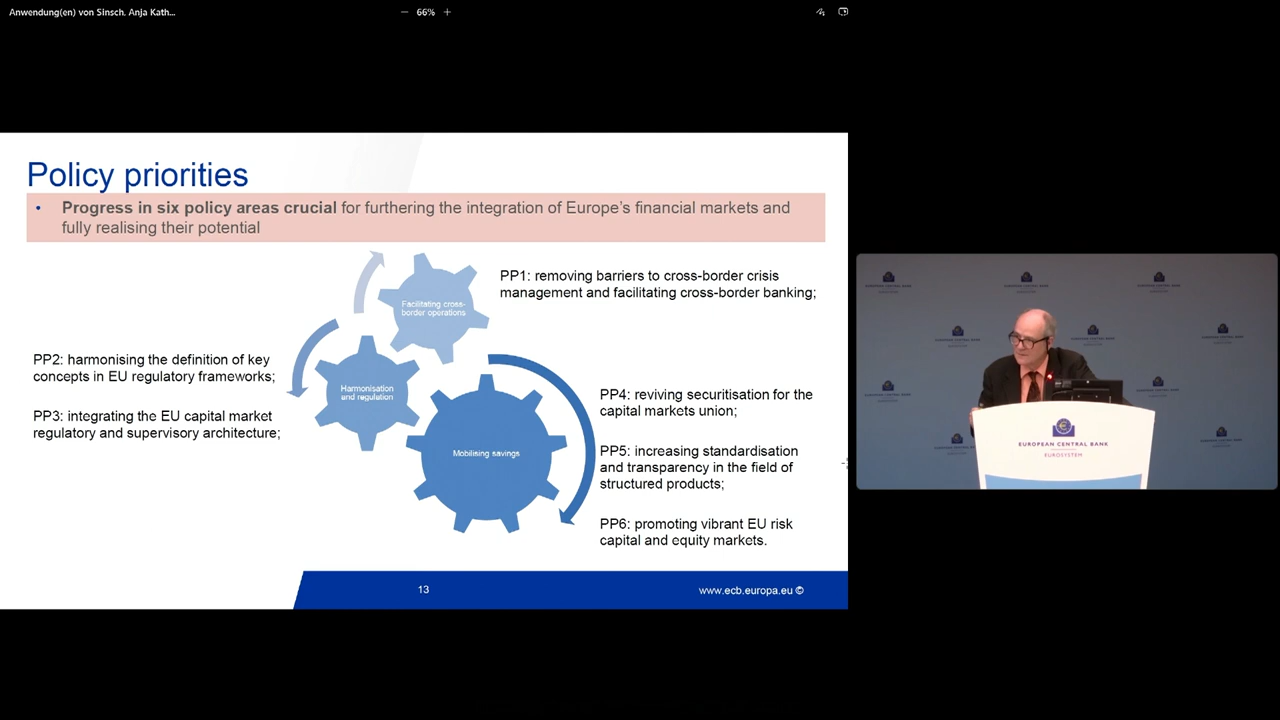 Anwendung(en) von Sinsch, Anja Kath...
66%
Policy priorities
• Progress in six policy areas crucial for furthering the integration of Europe's financial markets and
fully realising their potential
Facilitating cross-
border operations
PP1: removing barriers to cross-border crisis
management and facilitating cross-border banking;
PP2: harmonising the definition of key
concepts in EU regulatory frameworks;
PP3: integrating the EU capital market
regulatory and supervisory architecture;
Harmonisation
and regulation
Mobilising savings
PP4: reviving securitisation for the
capital markets union;
PP5: increasing standardisation
and transparency in the field of
structured products;
PP6: promoting vibrant EU risk
capital and equity markets.
13
www.ecb.europa.eu ©
EUROPEAN CENTRAL BANK
EUROSYSTEM